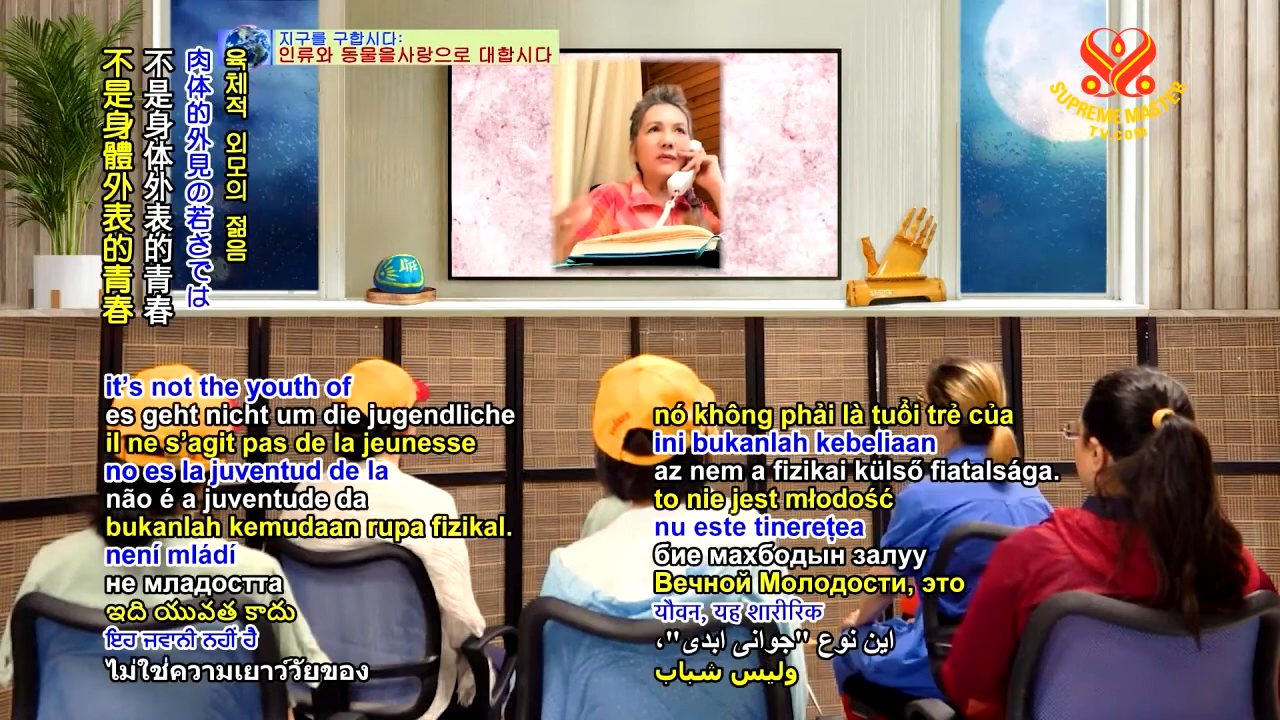 지구를 구합시다:
인류와 동물을사랑으로 대합시다
SUPREME MASTER
TV.com
육체적 외모의 젊음
肉体的外見の若さでは
不是身体外表的青春
不是身體外表的青春
LIFE
it's not the youth of
es geht nicht um die jugendliche
il ne s'agit pas de la jeunesse
no es la juventud de la
não é a juventude da
bukanlah kemudaan rupa fizikal.
není mládí
не младостта
ఇది యువత కాదు
ਇਹ ਜਵਾਨੀ ਨਹੀਂ ਹੈ
ไม่ใช่ความเยาว์วัยของ
nó không phải là tuổi trẻ của
ini bukanlah kebeliaan
az nem a fizikai külső fiatalsága.
to nie jest młodość
nu este tinerețea
бие махбодын залуу
Вечной Молодости, это
यौवन, यह शारीरिक
این نوع "جوانی ابدی"،
وليس شباب